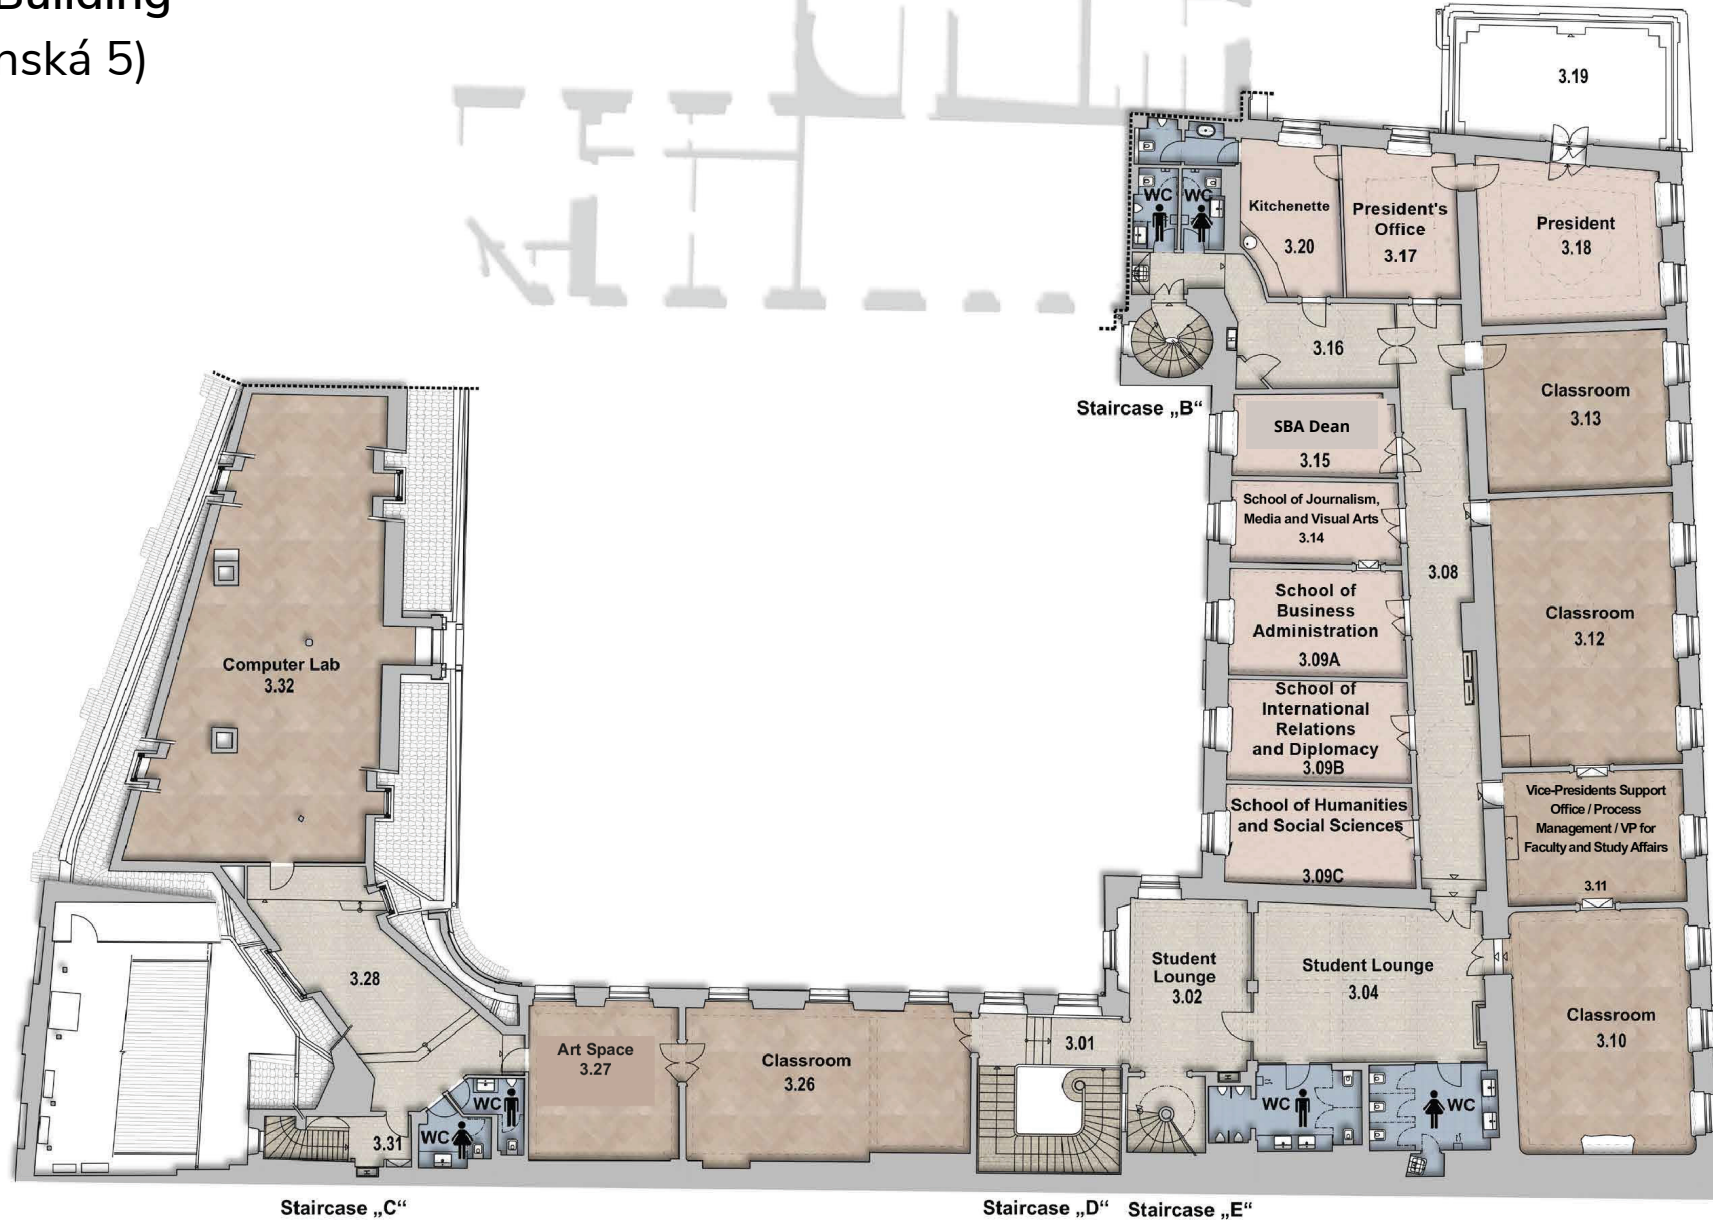 Building
nská 5)
3.19
WC
WC
Kitchenette
3.20
President's
Office
3.17
President
3.18
3.16
Staircase „B“
Classroom
3.13
SBA Dean
3.15
School of Journalism,
Media and Visual Arts
3.14
3.08
School of
Business
Administration
3.09A
Classroom
3.12
Computer Lab
3.32
School of
International
Relations
and Diplomacy
3.09B
Vice-Presidents Support
Office / Process
Management / VP for
Faculty and Study Affairs
3.11
School of Humanities
and Social Sciences
3.09C
3.28
Student
Lounge
3.02
Student Lounge
3.04
Classroom
3.10
Art Space
3.27
Classroom
3.26
3.01
WC
WC
3.31
WC
WC
Staircase „C“
Staircase „D“
Staircase „E“